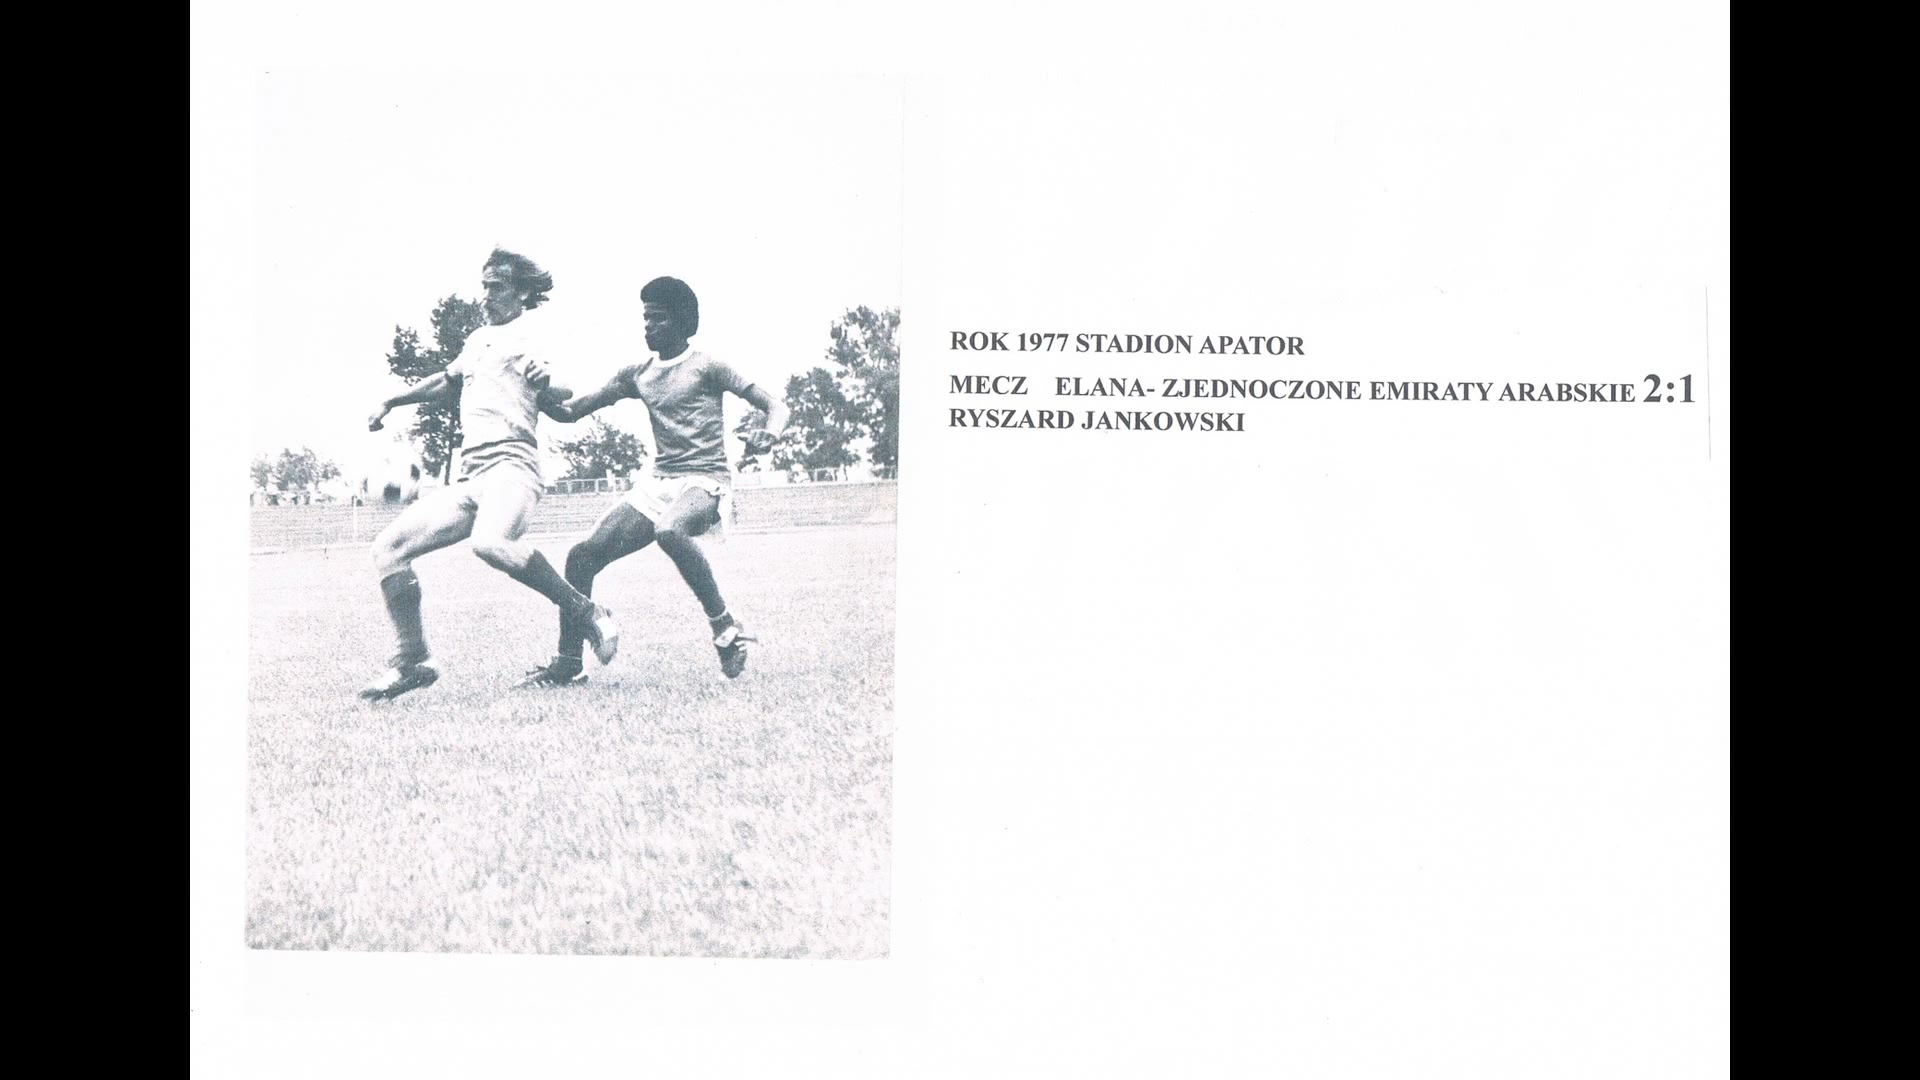 ROK 1977 STADION APATOR
MECZ ELANA- ZJEDNOCZONE EMIRATY ARABSKIE 2:1
RYSZARD JANKOWSKI